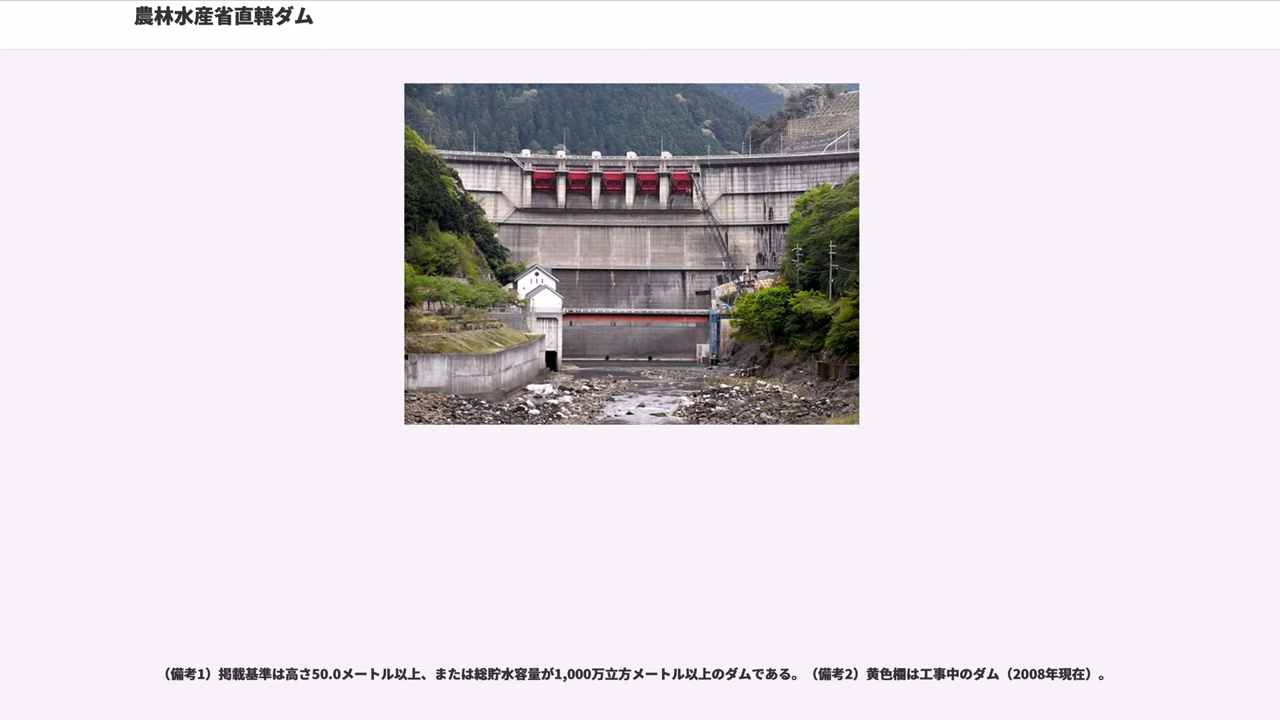 農林水産省直轄ダム
（備考1）掲載基準は高さ50.0メートル以上、または総貯水容量が1,000万立方メートル以上のダムである。（備考2）黄色欄は工事中のダム（2008年現在）。